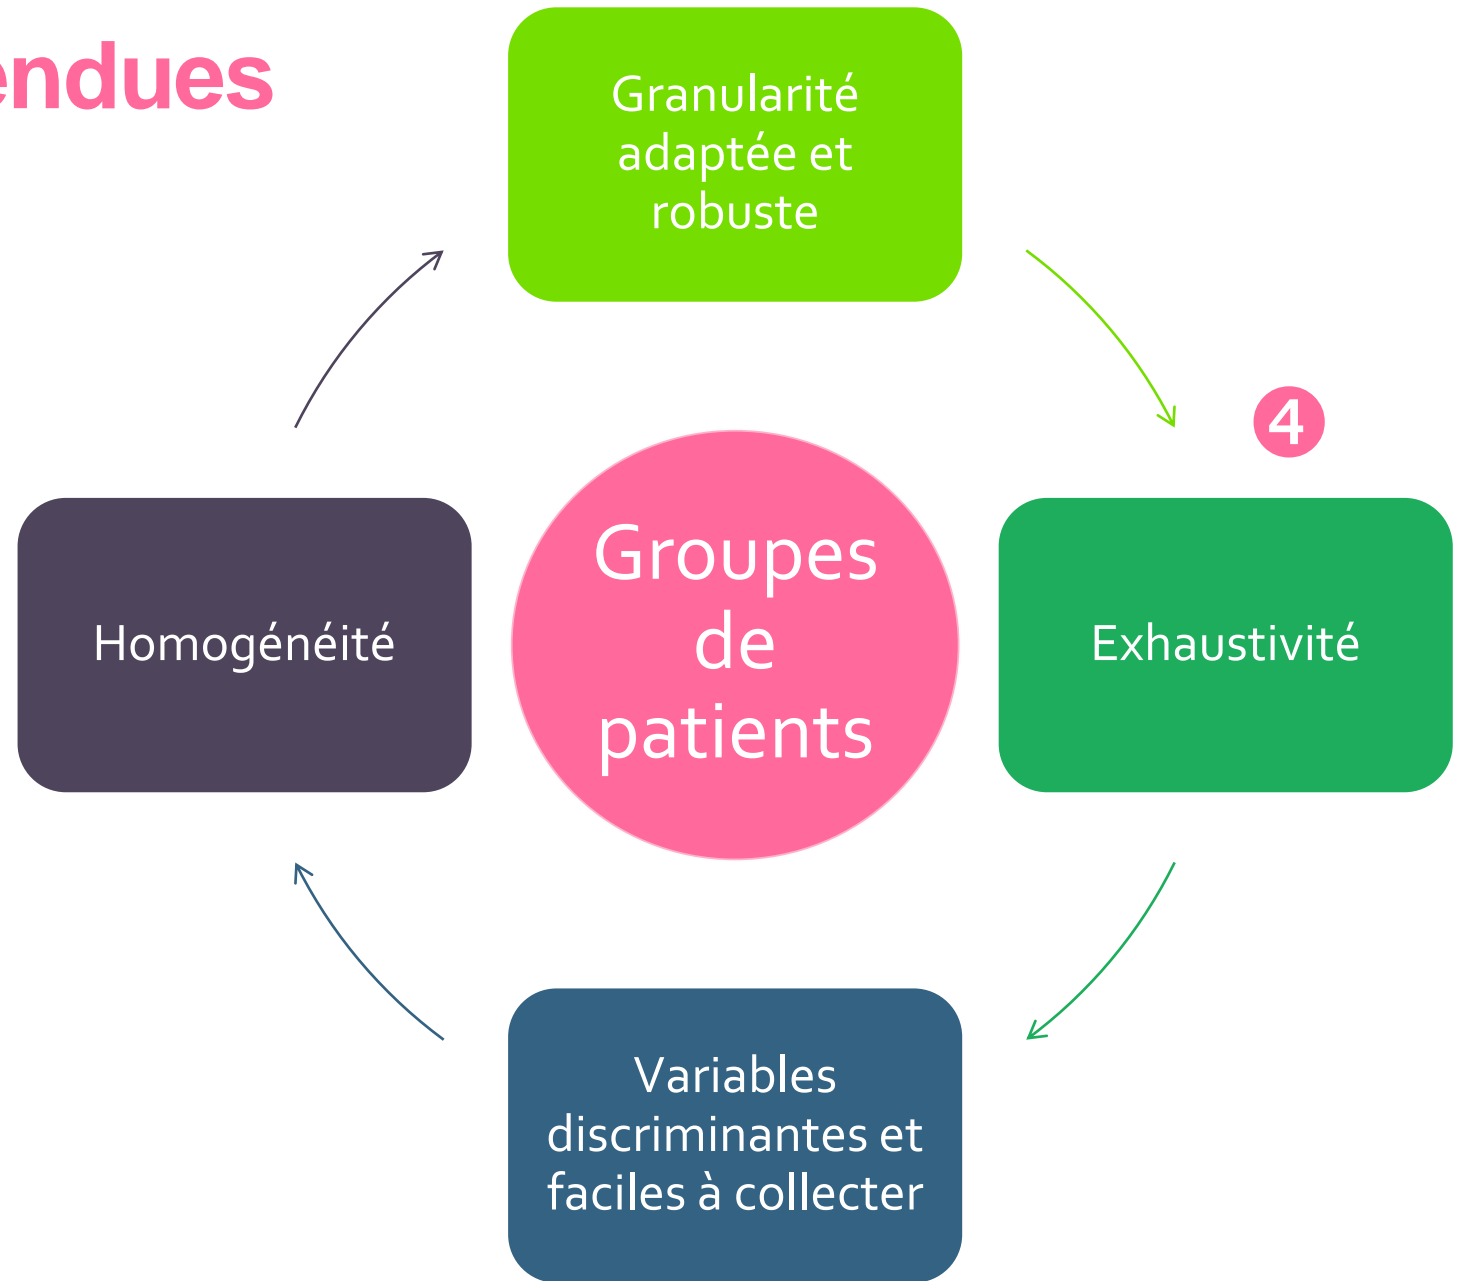 endues
Granularité
adaptée et
robuste
4
Groupes
de
patients
Homogénéité
Exhaustivité
Variables
discriminantes et
faciles à collecter